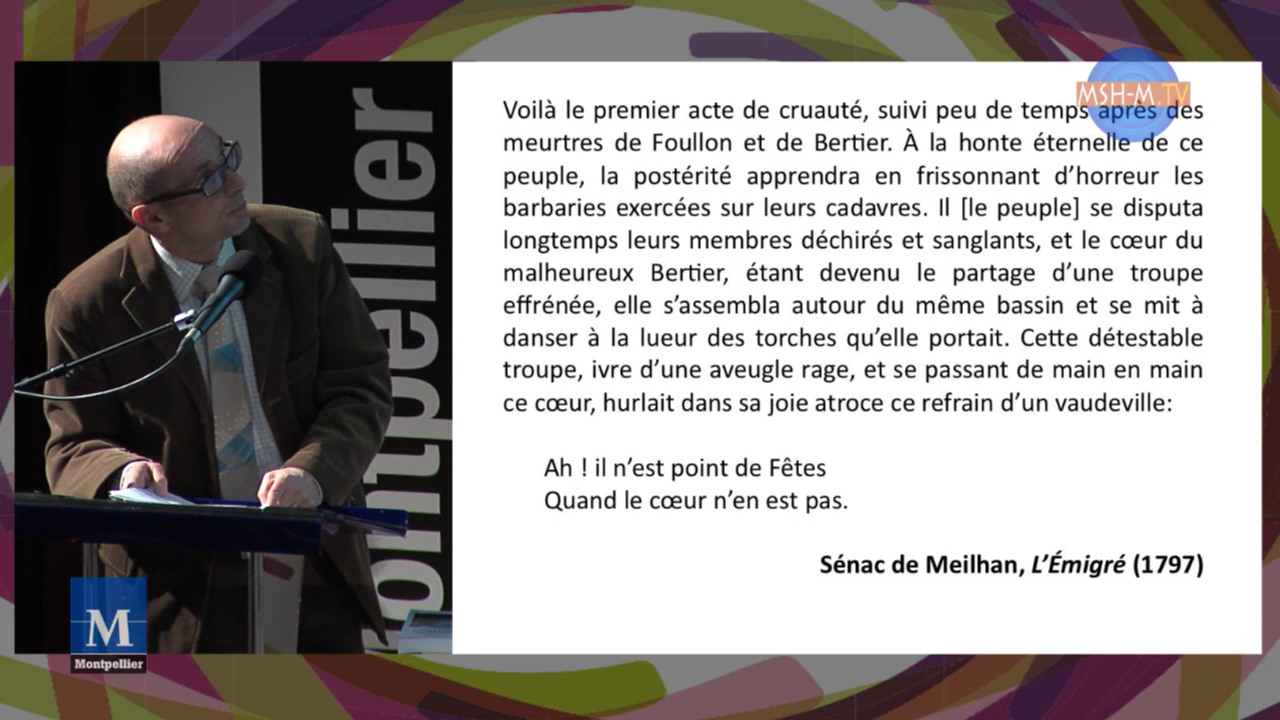 MSH-M.TV
Voilà le premier acte de cruauté, suivi peu de temps après des
meurtres de Foullon et de Bertier. À la honte éternelle de ce
peuple, la postérité apprendra en frissonnant d’horreur les
barbaries exercées sur leurs cadavres. Il [le peuple] se disputa
longtemps leurs membres déchirés et sanglants, et le cœur du
malheureux Bertier, étant devenu le partage d’une troupe
effrénée, elle s’assembla autour du même bassin et se mit à
danser à la lueur des torches qu’elle portait. Cette détestable
troupe, ivre d’une aveugle rage, et se passant de main en main
ce cœur, hurlait dans sa joie atroce ce refrain d’un vaudeville:
Ah ! il n’est point de Fêtes
Quand le cœur n’en est pas.
Sénac de Meilhan, L’Émigré (1797)
ontpellier
M
Montpellier